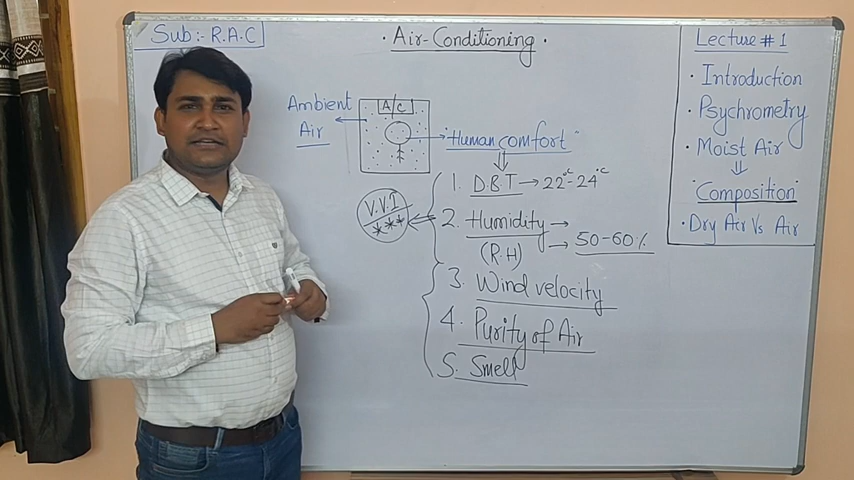 Sub:- R.A.C
· Air-Conditioning ·
Lecture # 1
· Introduction
· Psychrometry
· Moist Air
⇓
"Composition"
· Dry Air Vs Air
Ambient
Air
A/C
"Human comfort"
⇓
1. D.B.T → 22°C-24°C
2. Humidity →
(R.H) → 50-60%
V.V.I
***
3. Wind velocity
4. Purity of Air
5. Smell